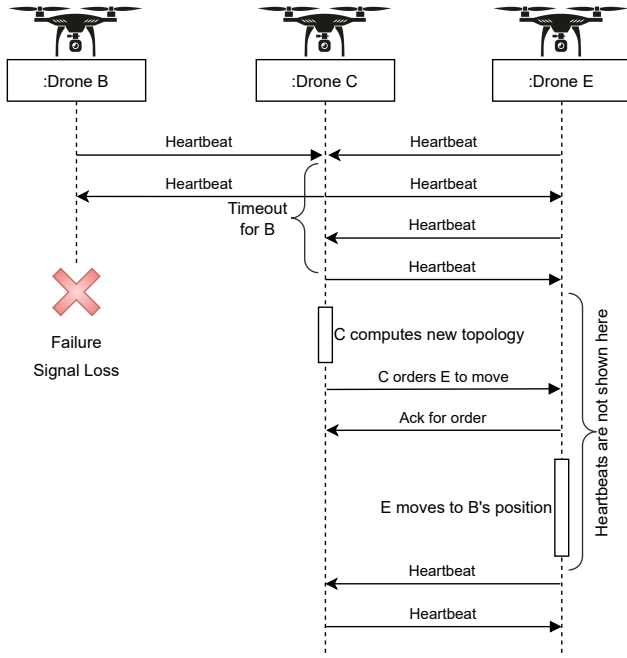 :Drone B
:Drone C
:Drone E
Heartbeat
Heartbeat
Heartbeat
Heartbeat
Timeout
for B
Heartbeat
Heartbeat
Failure
Signal Loss
C computes new topology
C orders E to move
Ack for order
Heartbeats are not shown here
E moves to B's position
Heartbeat
Heartbeat